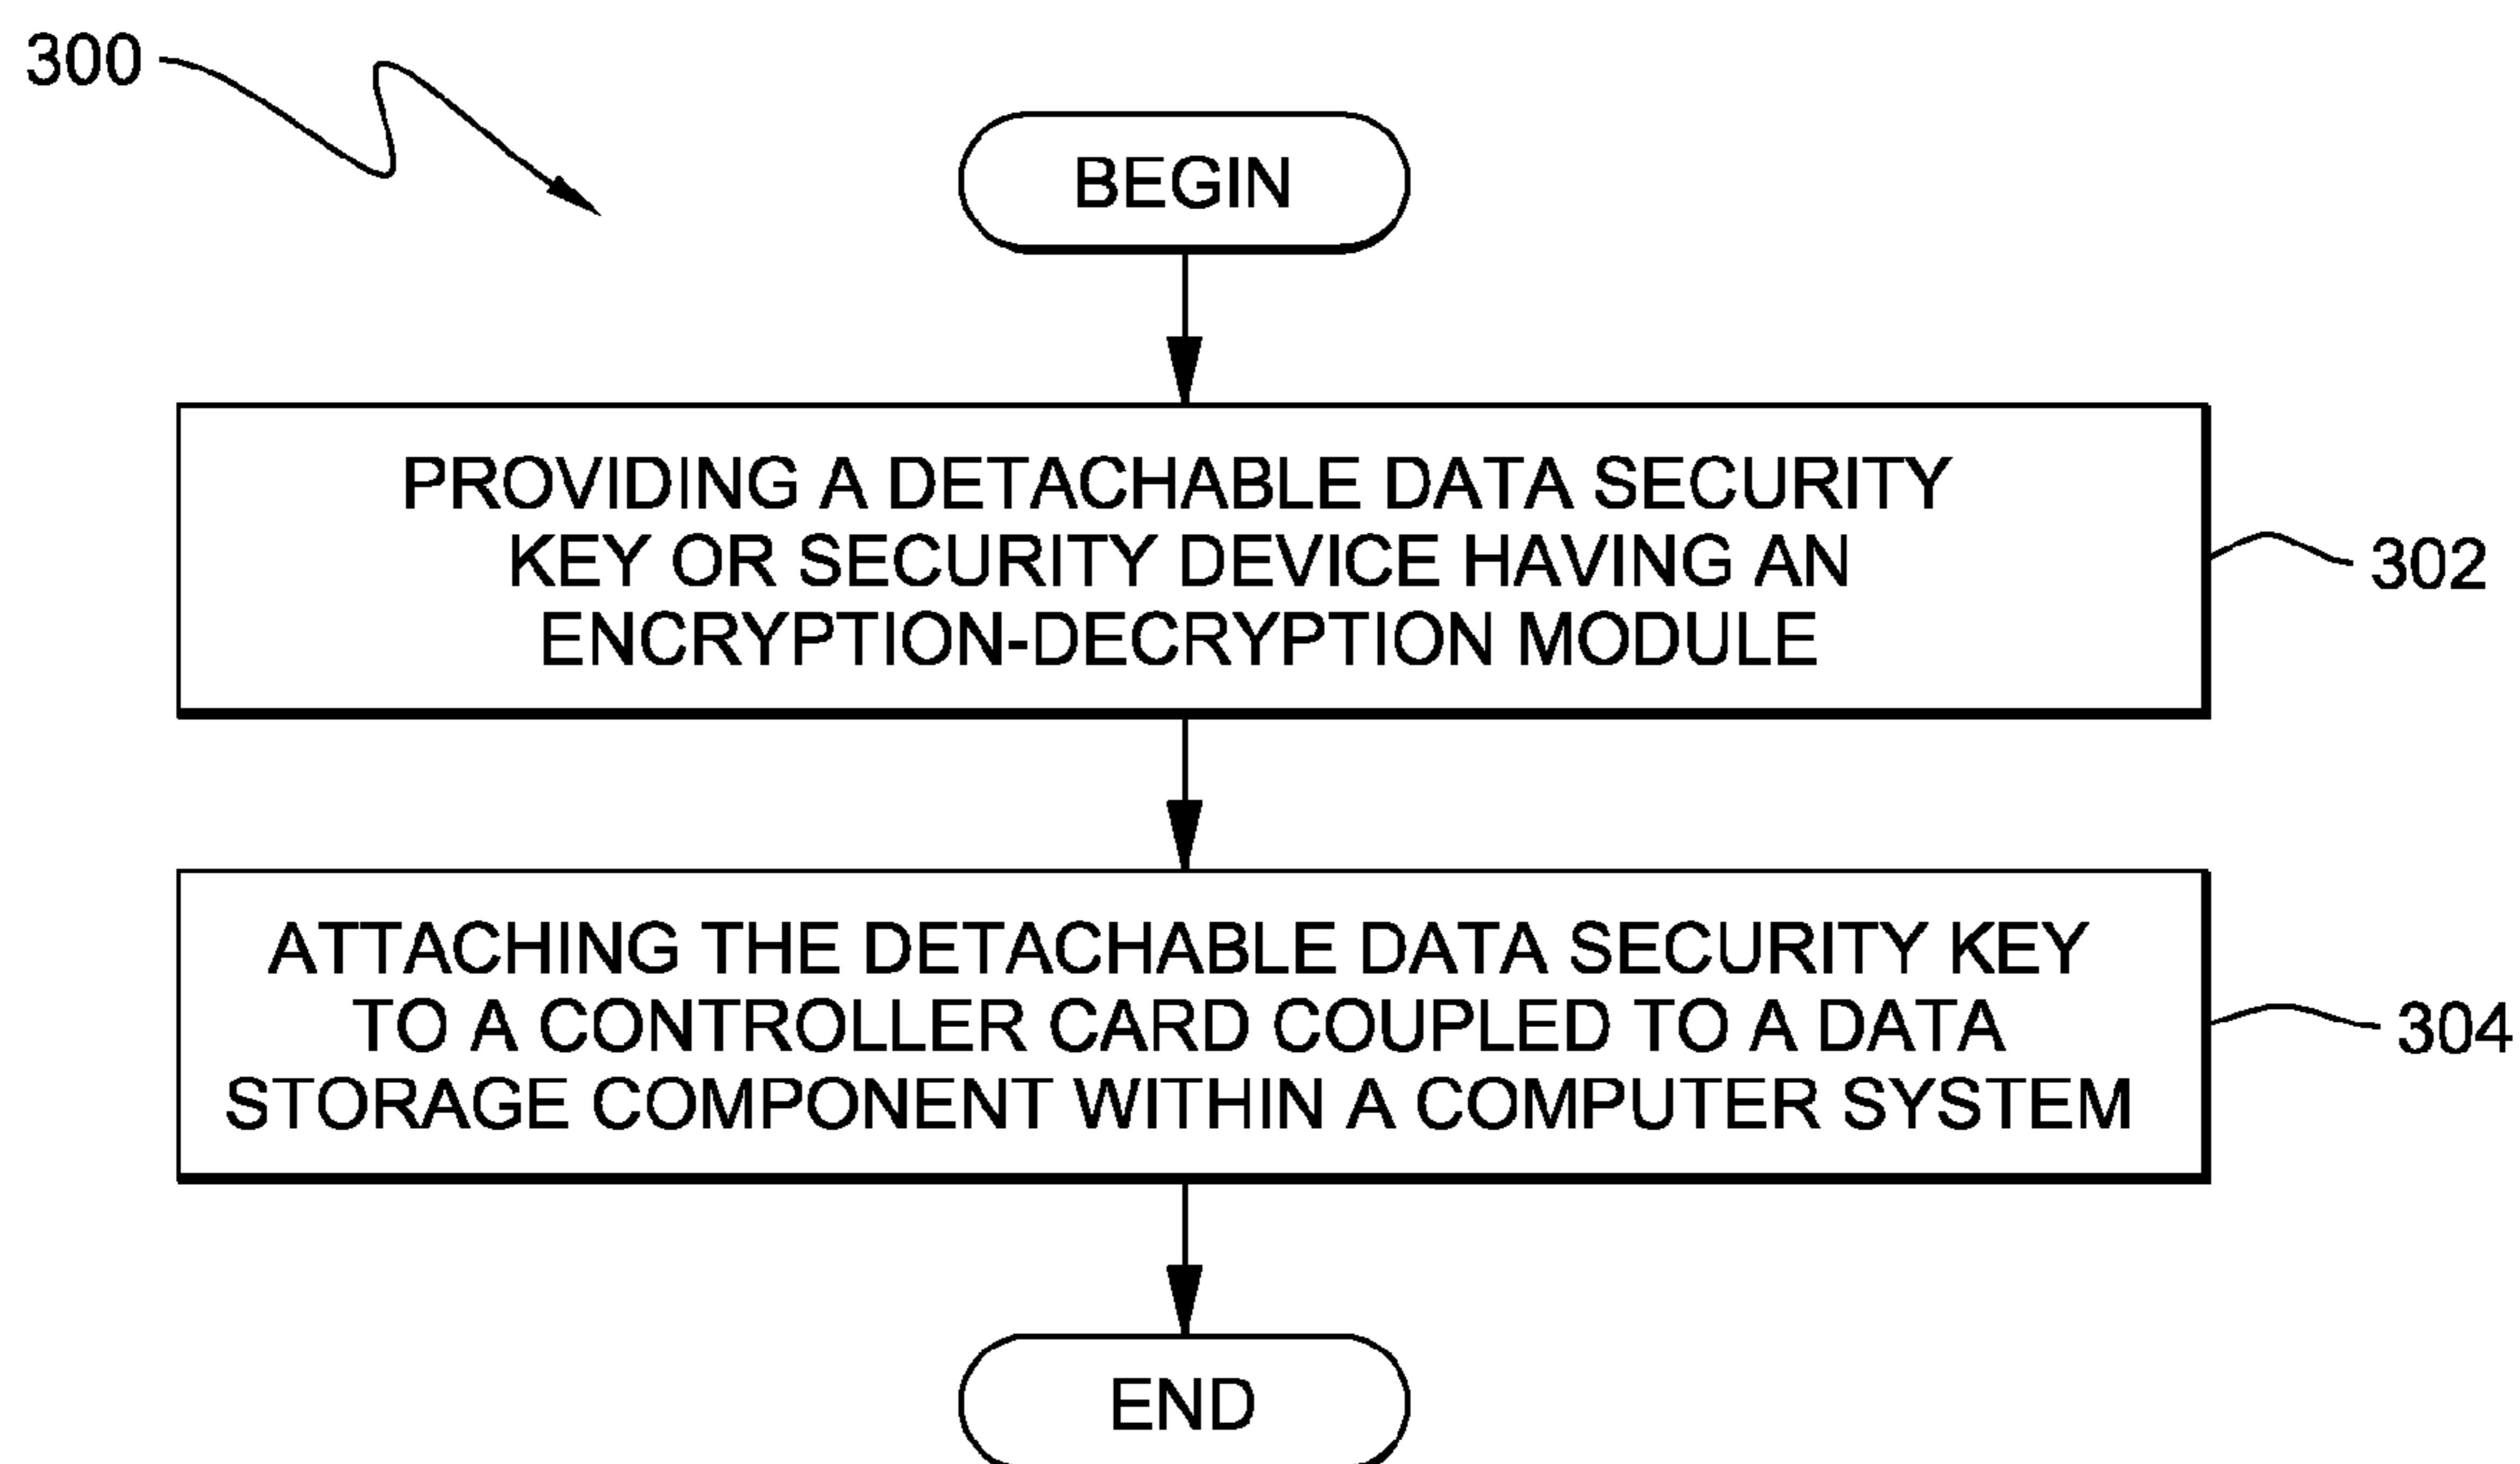 300
BEGIN
PROVIDING A DETACHABLE DATA SECURITY
KEY OR SECURITY DEVICE HAVING AN
ENCRYPTION-DECRYPTION MODULE
302
ATTACHING THE DETACHABLE DATA SECURITY KEY
TO A CONTROLLER CARD COUPLED TO A DATA
STORAGE COMPONENT WITHIN A COMPUTER SYSTEM
304
END